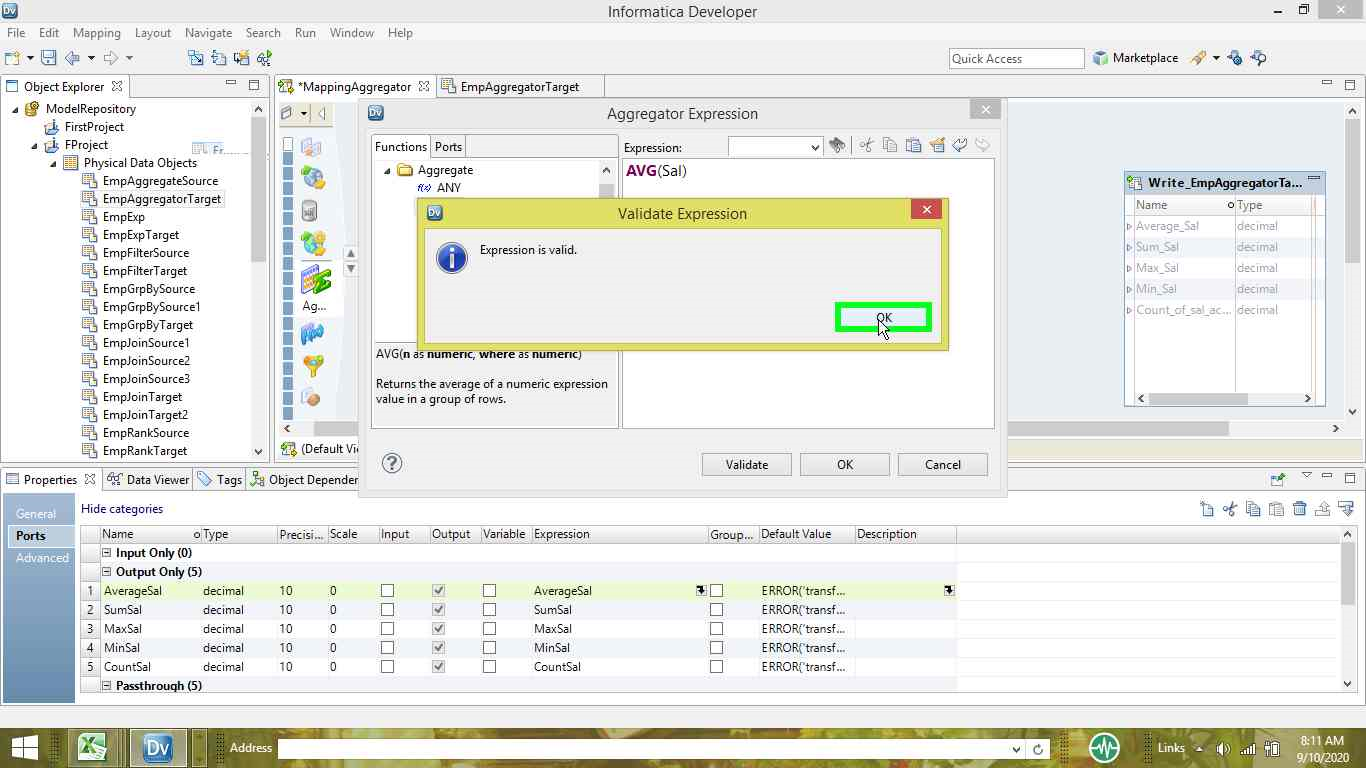 Informatica Developer
File Edit Mapping Layout Navigate Search Run Window Help
Quick Access
Marketplace
Object Explorer
*MappingAggregator
EmpAggregatorTarget
ModelRepository
FirstProject
FProject
Physical Data Objects
EmpAggregateSource
EmpAggregatorTarget
EmpExp
EmpExpTarget
EmpFilterSource
EmpFilterTarget
EmpGrpBySource
EmpGrpBySource1
EmpGrpByTarget
EmpJoinSource1
EmpJoinSource2
EmpJoinSource3
EmpJoinTarget
EmpJoinTarget2
EmpRankSource
EmpRankTarget
Ag...
(Default Vi
Aggregator Expression
Functions Ports
Expression:
Aggregate
f(x) ANY
AVG(Sal)
Validate Expression
Expression is valid.
OK
AVG(n as numeric, where as numeric)
Returns the average of a numeric expression
value in a group of rows.
Validate OK Cancel
Write_EmpAggregatorTa...
Name Type
Average_Sal decimal
Sum_Sal decimal
Max_Sal decimal
Min_Sal decimal
Count_of_sal_ac... decimal
Properties Data Viewer Tags Object Depender
General
Ports
Advanced
Hide categories
Name Type Precisi... Scale Input Output Variable Expression Group... Default Value Description
Input Only (0)
Output Only (5)
1 AverageSal decimal 10 0 AverageSal ERROR('transf...
2 SumSal decimal 10 0 SumSal ERROR('transf...
3 MaxSal decimal 10 0 MaxSal ERROR('transf...
4 MinSal decimal 10 0 MinSal ERROR('transf...
5 CountSal decimal 10 0 CountSal ERROR('transf...
Passthrough (5)
Dv
Address
Links
8:11 AM
9/10/2020